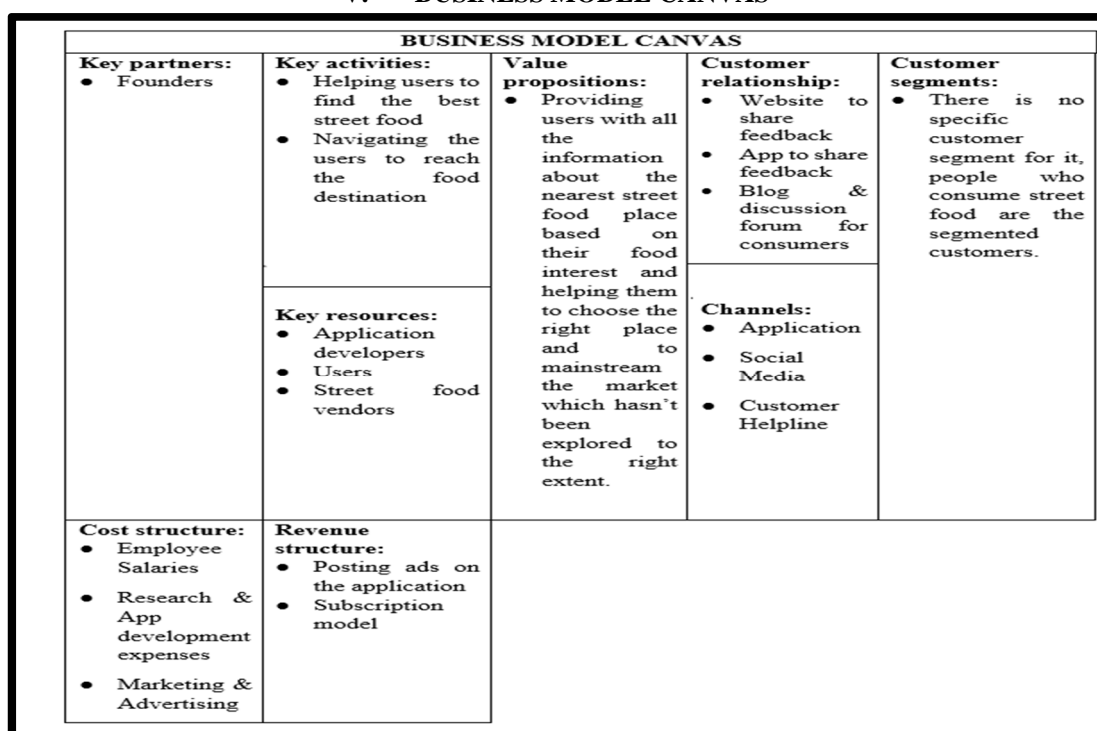 V. BUSINESS MODEL CANVAS
BUSINESS MODEL CANVAS
Key partners:
● Founders
Key activities:
● Helping users to
find the best
street food
● Navigating the
users to reach
the food
destination
Key resources:
● Application
developers
● Users
● Street food
vendors
Value
propositions:
● Providing
users with all
the
information
about the
nearest street
food place
based on
their food
interest and
helping them
to choose the
right place
and to
mainstream
the market
which hasn't
been
explored to
the right
extent.
Customer
relationship:
● Website to
share
feedback
● App to share
feedback
● Blog &
discussion
forum for
consumers
Channels:
● Application
● Social
Media
● Customer
Helpline
Customer
segments:
● There is no
specific
customer
segment for it,
people who
consume street
food are the
segmented
customers.
Cost structure:
● Employee
Salaries
● Research &
App
development
expenses
● Marketing &
Advertising
Revenue
structure:
● Posting ads on
the application
● Subscription
model